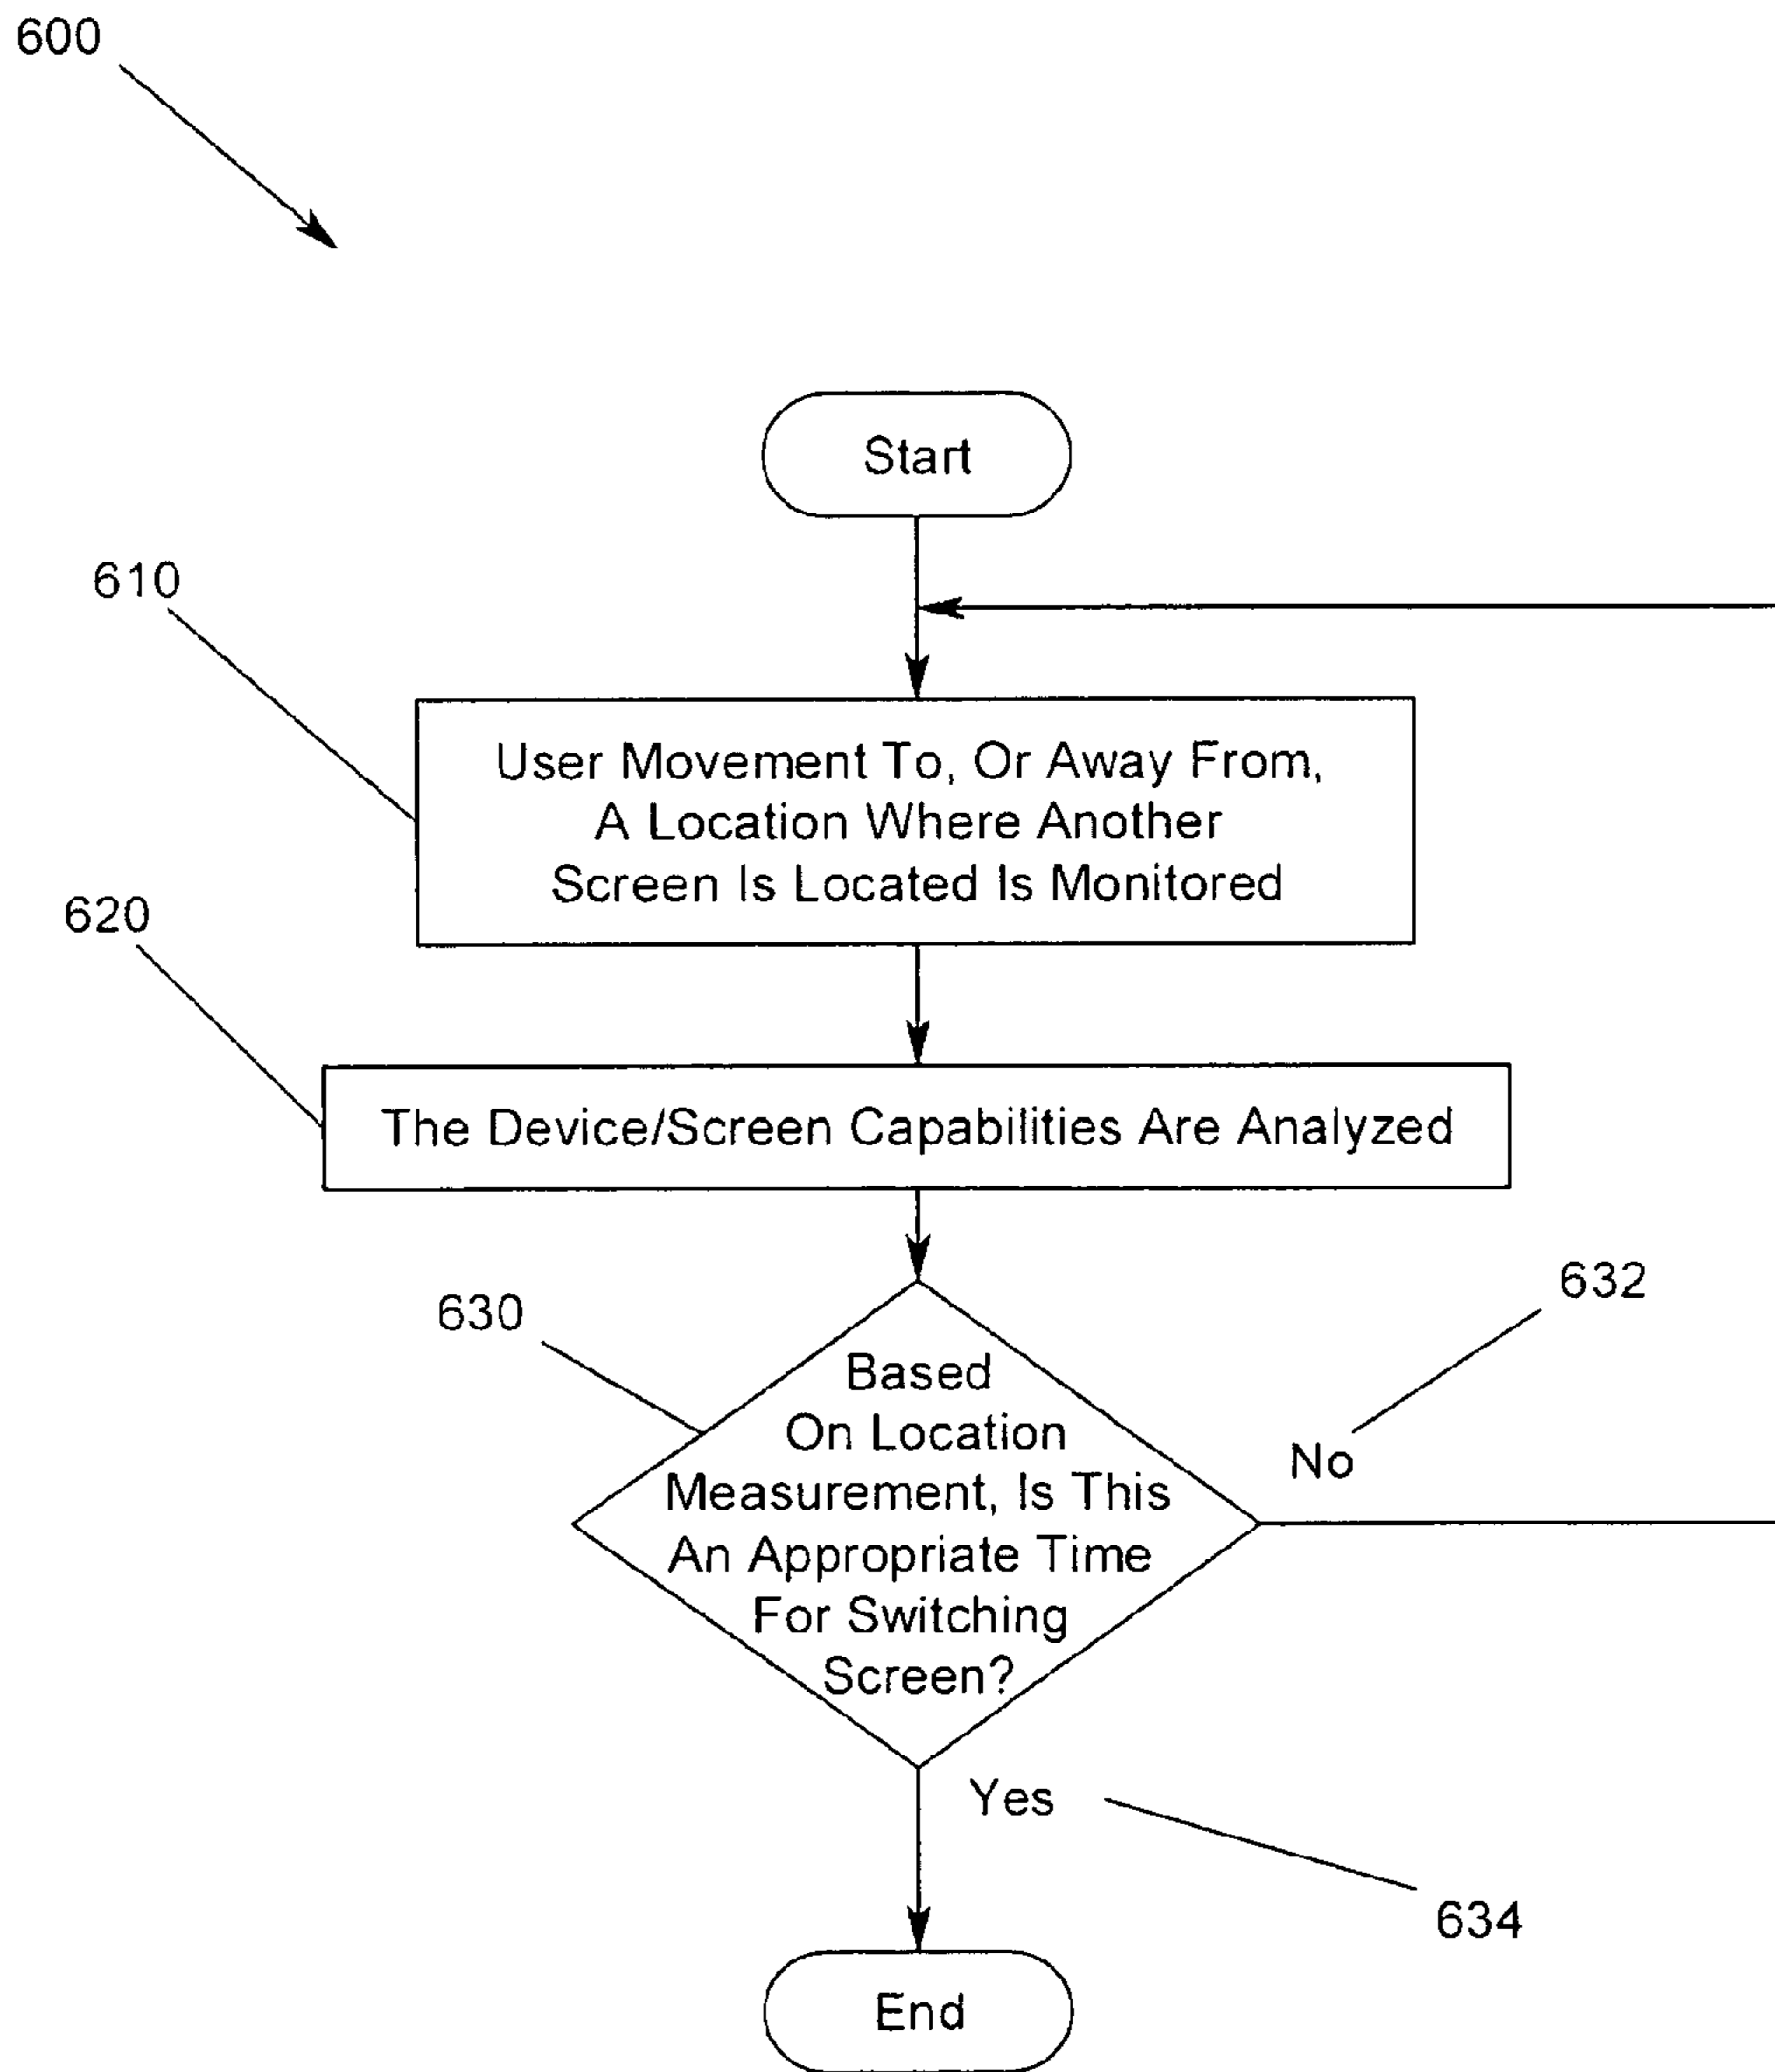 600
Start
610
User Movement To, Or Away From,
A Location Where Another
Screen Is Located Is Monitored
620
The Device/Screen Capabilities Are Analyzed
630
632
Based
On Location
Measurement, Is This
An Appropriate Time
For Switching
Screen?
No
Yes
634
End